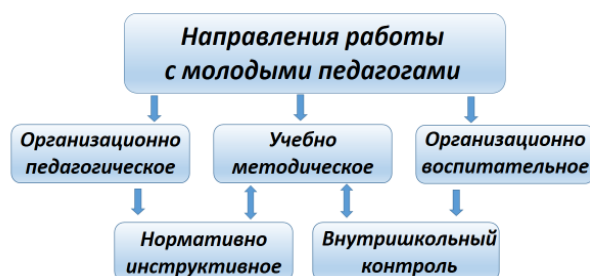 Направления работы
с молодыми педагогами
Организационно
педагогическое
Учебно
методическое
Организационно
воспитательное
Нормативно
инструктивное
Внутришкольный
контроль